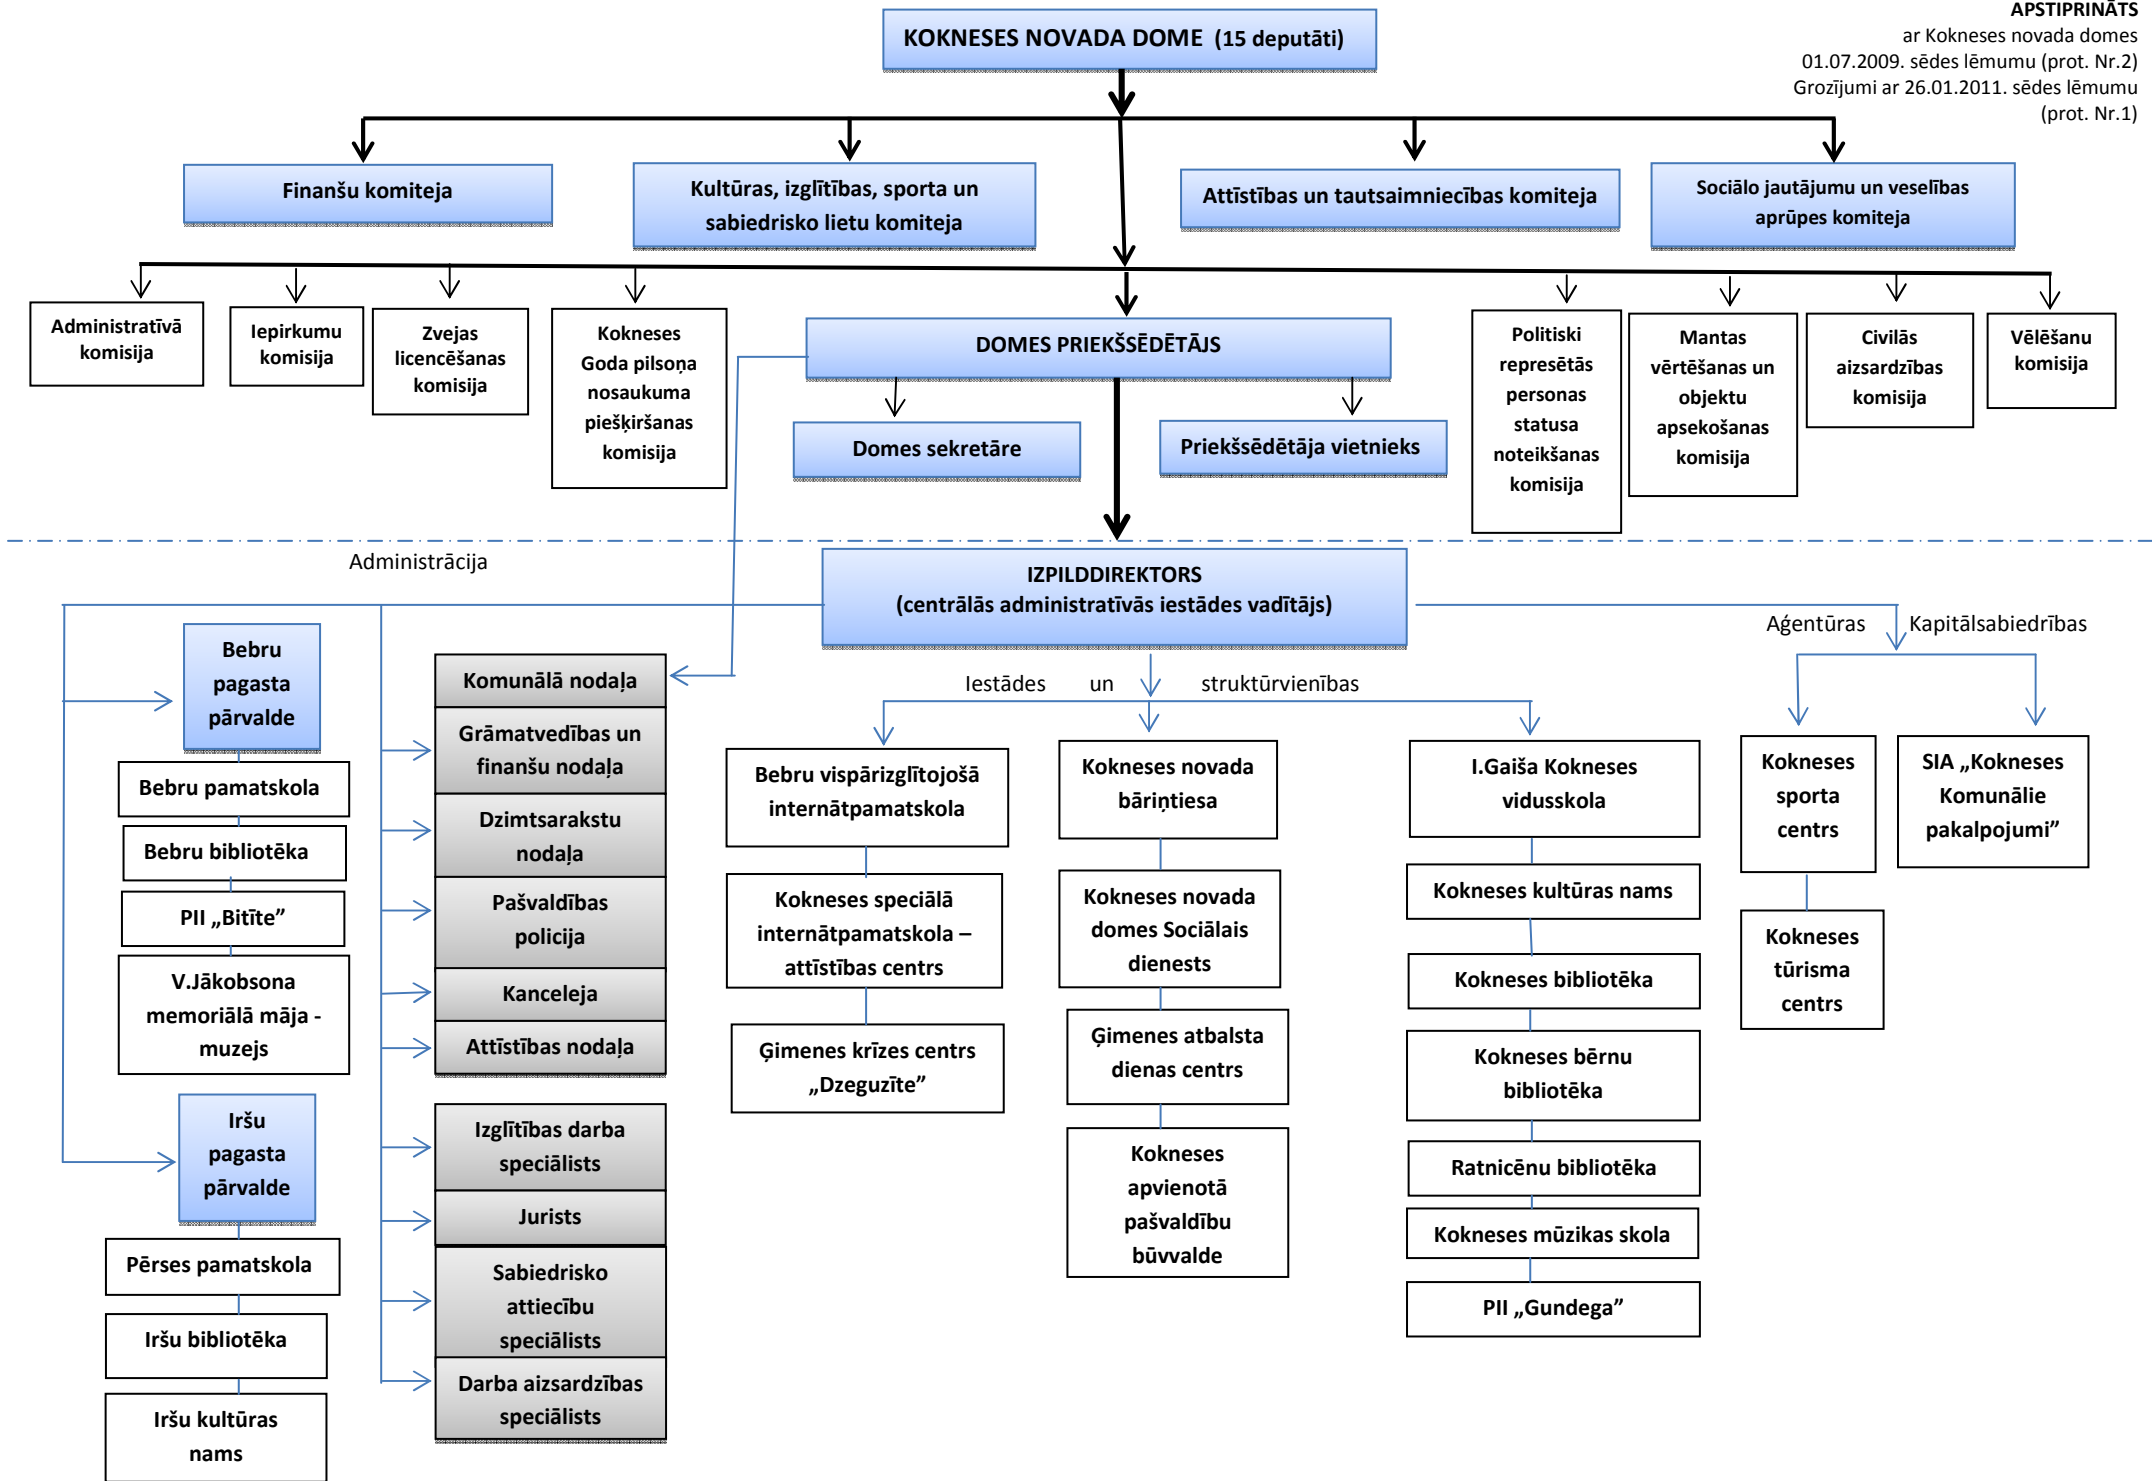 APSTIPRINĀTS
ar Kokneses novada domes
01.07.2009. sēdes lēmumu (prot. Nr.2)
Grozījumi ar 26.01.2011. sēdes lēmumu
(prot. Nr.1)
KOKNESES NOVADA DOME (15 deputāti)
Finanšu komiteja
Kultūras, izglītības, sporta un
sabiedrisko lietu komiteja
Attīstības un tautsaimniecības komiteja
Sociālo jautājumu un veselības
aprūpes komiteja
Administratīvā
komisija
Iepirkumu
komisija
Zvejas
licencēšanas
komisija
Kokneses
Goda pilsoņa
nosaukuma
piešķiršanas
komisija
DOMES PRIEKŠSĒDĒTĀJS
Domes sekretāre
Priekšsēdētāja vietnieks
Politiski
represētās
personas
statusa
noteikšanas
komisija
Mantas
vērtēšanas un
objektu
apsekošanas
komisija
Civilās
aizsardzības
komisija
Vēlēšanu
komisija
Administrācija
IZPILDDIREKTORS
(centrālās administratīvās iestādes vadītājs)
Aģentūras
Kapitālsabiedrības
Iestādes un struktūrvienības
Bebru
pagasta
pārvalde
Bebru pamatskola
Bebru bibliotēka
PII „Bitīte”
V.Jākobsona
memoriālā māja -
muzejs
Iršu
pagasta
pārvalde
Pērses pamatskola
Iršu bibliotēka
Iršu kultūras
nams
Komunālā nodaļa
Grāmatvedības un
finanšu nodaļa
Dzimtsarakstu
nodaļa
Pašvaldības
policija
Kanceleja
Attīstības nodaļa
Izglītības darba
speciālists
Jurists
Sabiedrisko
attiecību
speciālists
Darba aizsardzības
speciālists
Bebru vispārizglītojošā
internātpamatskola
Kokneses speciālā
internātpamatskola –
attīstības centrs
Ģimenes krīzes centrs
„Dzeguzīte”
Kokneses novada
bāriņtiesa
Kokneses novada
domes Sociālais
dienests
Ģimenes atbalsta
dienas centrs
Kokneses
apvienotā
pašvaldību
būvvalde
I.Gaiša Kokneses
vidusskola
Kokneses kultūras nams
Kokneses bibliotēka
Kokneses bērnu
bibliotēka
Ratnicēnu bibliotēka
Kokneses mūzikas skola
PII „Gundega”
Kokneses
sporta
centrs
Kokneses
tūrisma
centrs
SIA „Kokneses
Komunālie
pakalpojumi”